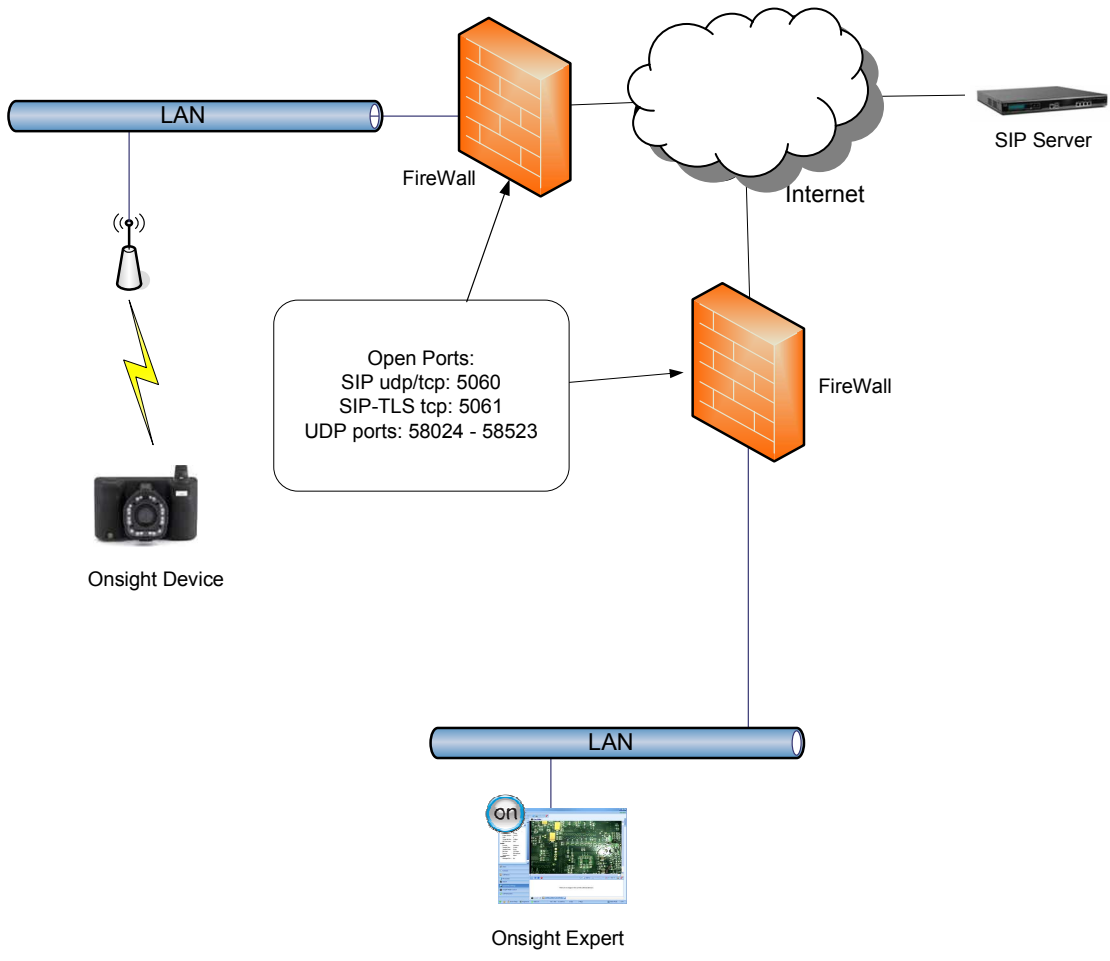 LAN
FireWall
SIP Server
Internet
Open Ports:
SIP udp/tcp: 5060
SIP-TLS tcp: 5061
UDP ports: 58024 - 58523
FireWall
Onsight Device
LAN
on
Onsight Expert